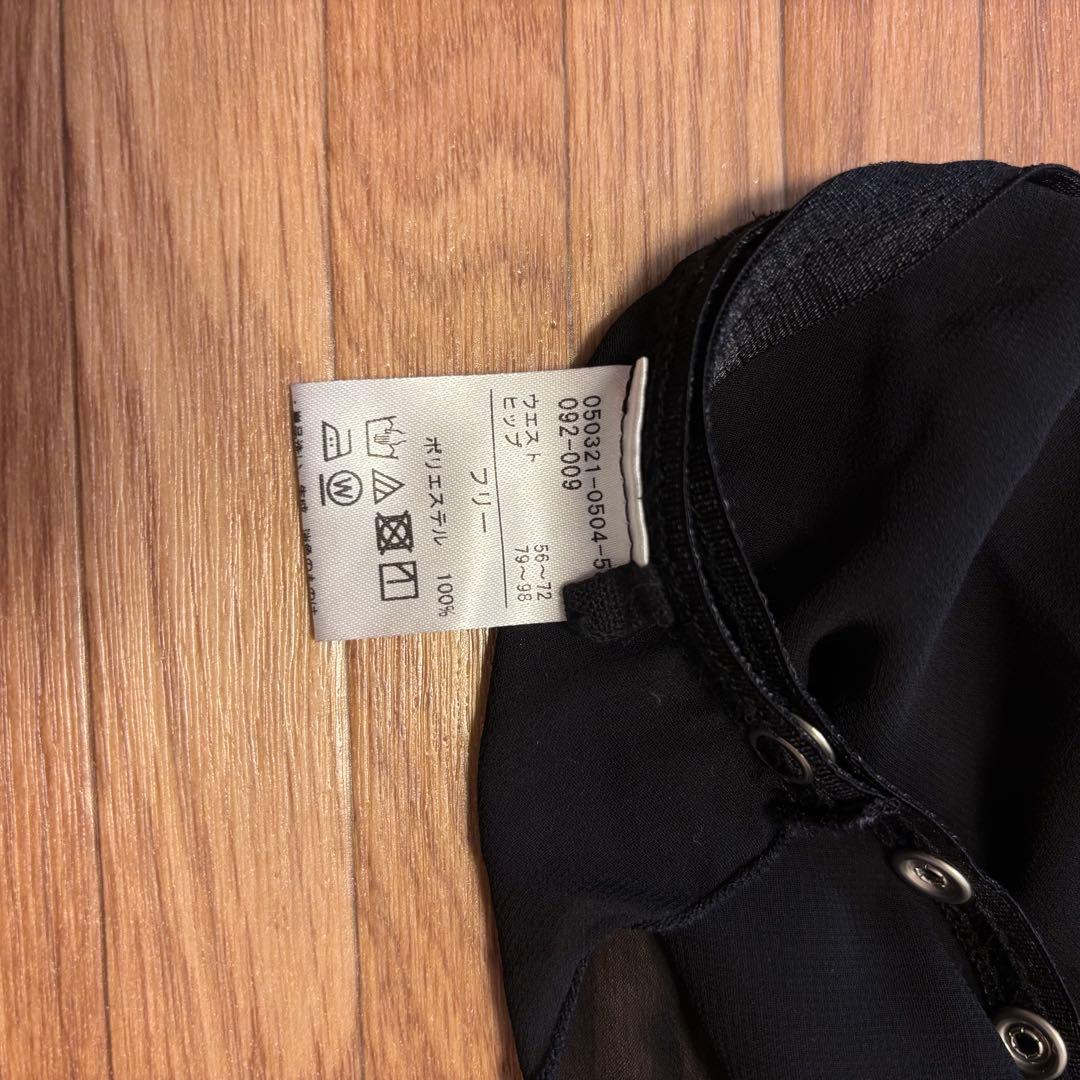 050321-0504-5
092-009
ウエスト 56~72
ヒップ 79~98
フリー
ポリエステル 100%
W